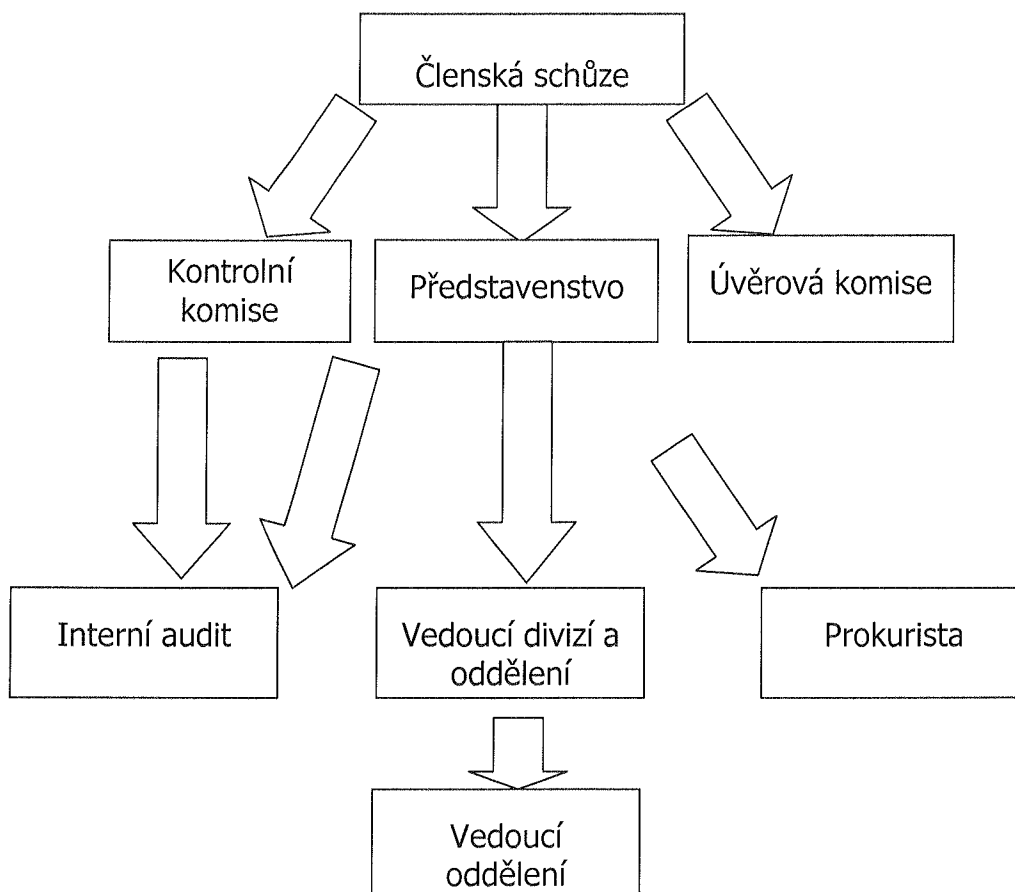 Členská schůze
Kontrolní
komise
Představenstvo
Úvěrová komise
Interní audit
Vedoucí divizí a
oddělení
Prokurista
Vedoucí
oddělení